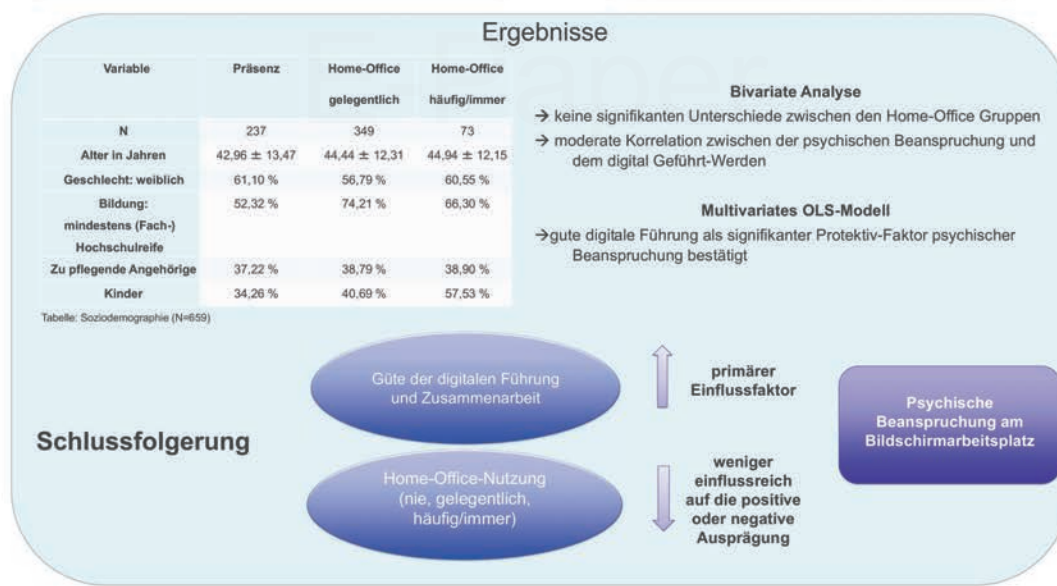 Ergebnisse
Variable Präsenz Home-Office gelegentlich Home-Office häufig/immer
N 237 349 73
Alter in Jahren 42,96 ± 13,47 44,44 ± 12,31 44,94 ± 12,15
Geschlecht: weiblich 61,10 % 56,79 % 60,55 %
Bildung: mindestens (Fach-) Hochschulreife 52,32 % 74,21 % 66,30 %
Zu pflegende Angehörige 37,22 % 38,79 % 38,90 %
Kinder 34,26 % 40,69 % 57,53 %
Tabelle: Soziodemographie (N=659)
Bivariate Analyse
→ keine signifikanten Unterschiede zwischen den Home-Office Gruppen
→ moderate Korrelation zwischen der psychischen Beanspruchung und
dem digital Geführt-Werden
Multivariates OLS-Modell
→gute digitale Führung als signifikanter Protektiv-Faktor psychischer
Beanspruchung bestätigt
Schlussfolgerung
Güte der digitalen Führung
und Zusammenarbeit
primärer
Einflussfaktor
Home-Office-Nutzung
(nie, gelegentlich,
häufig/immer)
weniger
einflussreich
auf die positive
oder negative
Ausprägung
Psychische
Beanspruchung am
Bildschirmarbeitsplatz